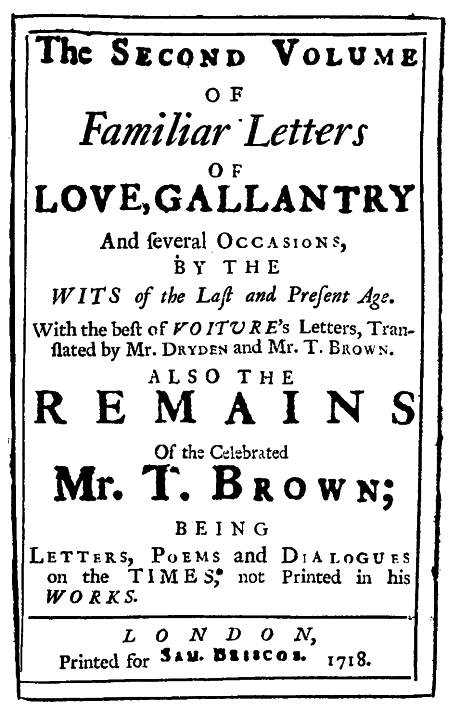 The SECOND VOLUME
OF
Familiar Letters
OF
LOVE, GALLANTRY
And ſeveral OCCASIONS,
BY THE
WITS of the Laſt and Preſent Age.
With the beſt of VOITURE's Letters, Tran-
ſlated by Mr. DRYDEN and Mr. T. BROWN.
ALSO THE
REMAINS
Of the Celebrated
Mr. T. BROWN;
BEING
LETTERS, POEMS and DIALOGUES
on the TIMES, not Printed in his
WORKS.
LONDON,
Printed for SAM. BRISCOE. 1718.